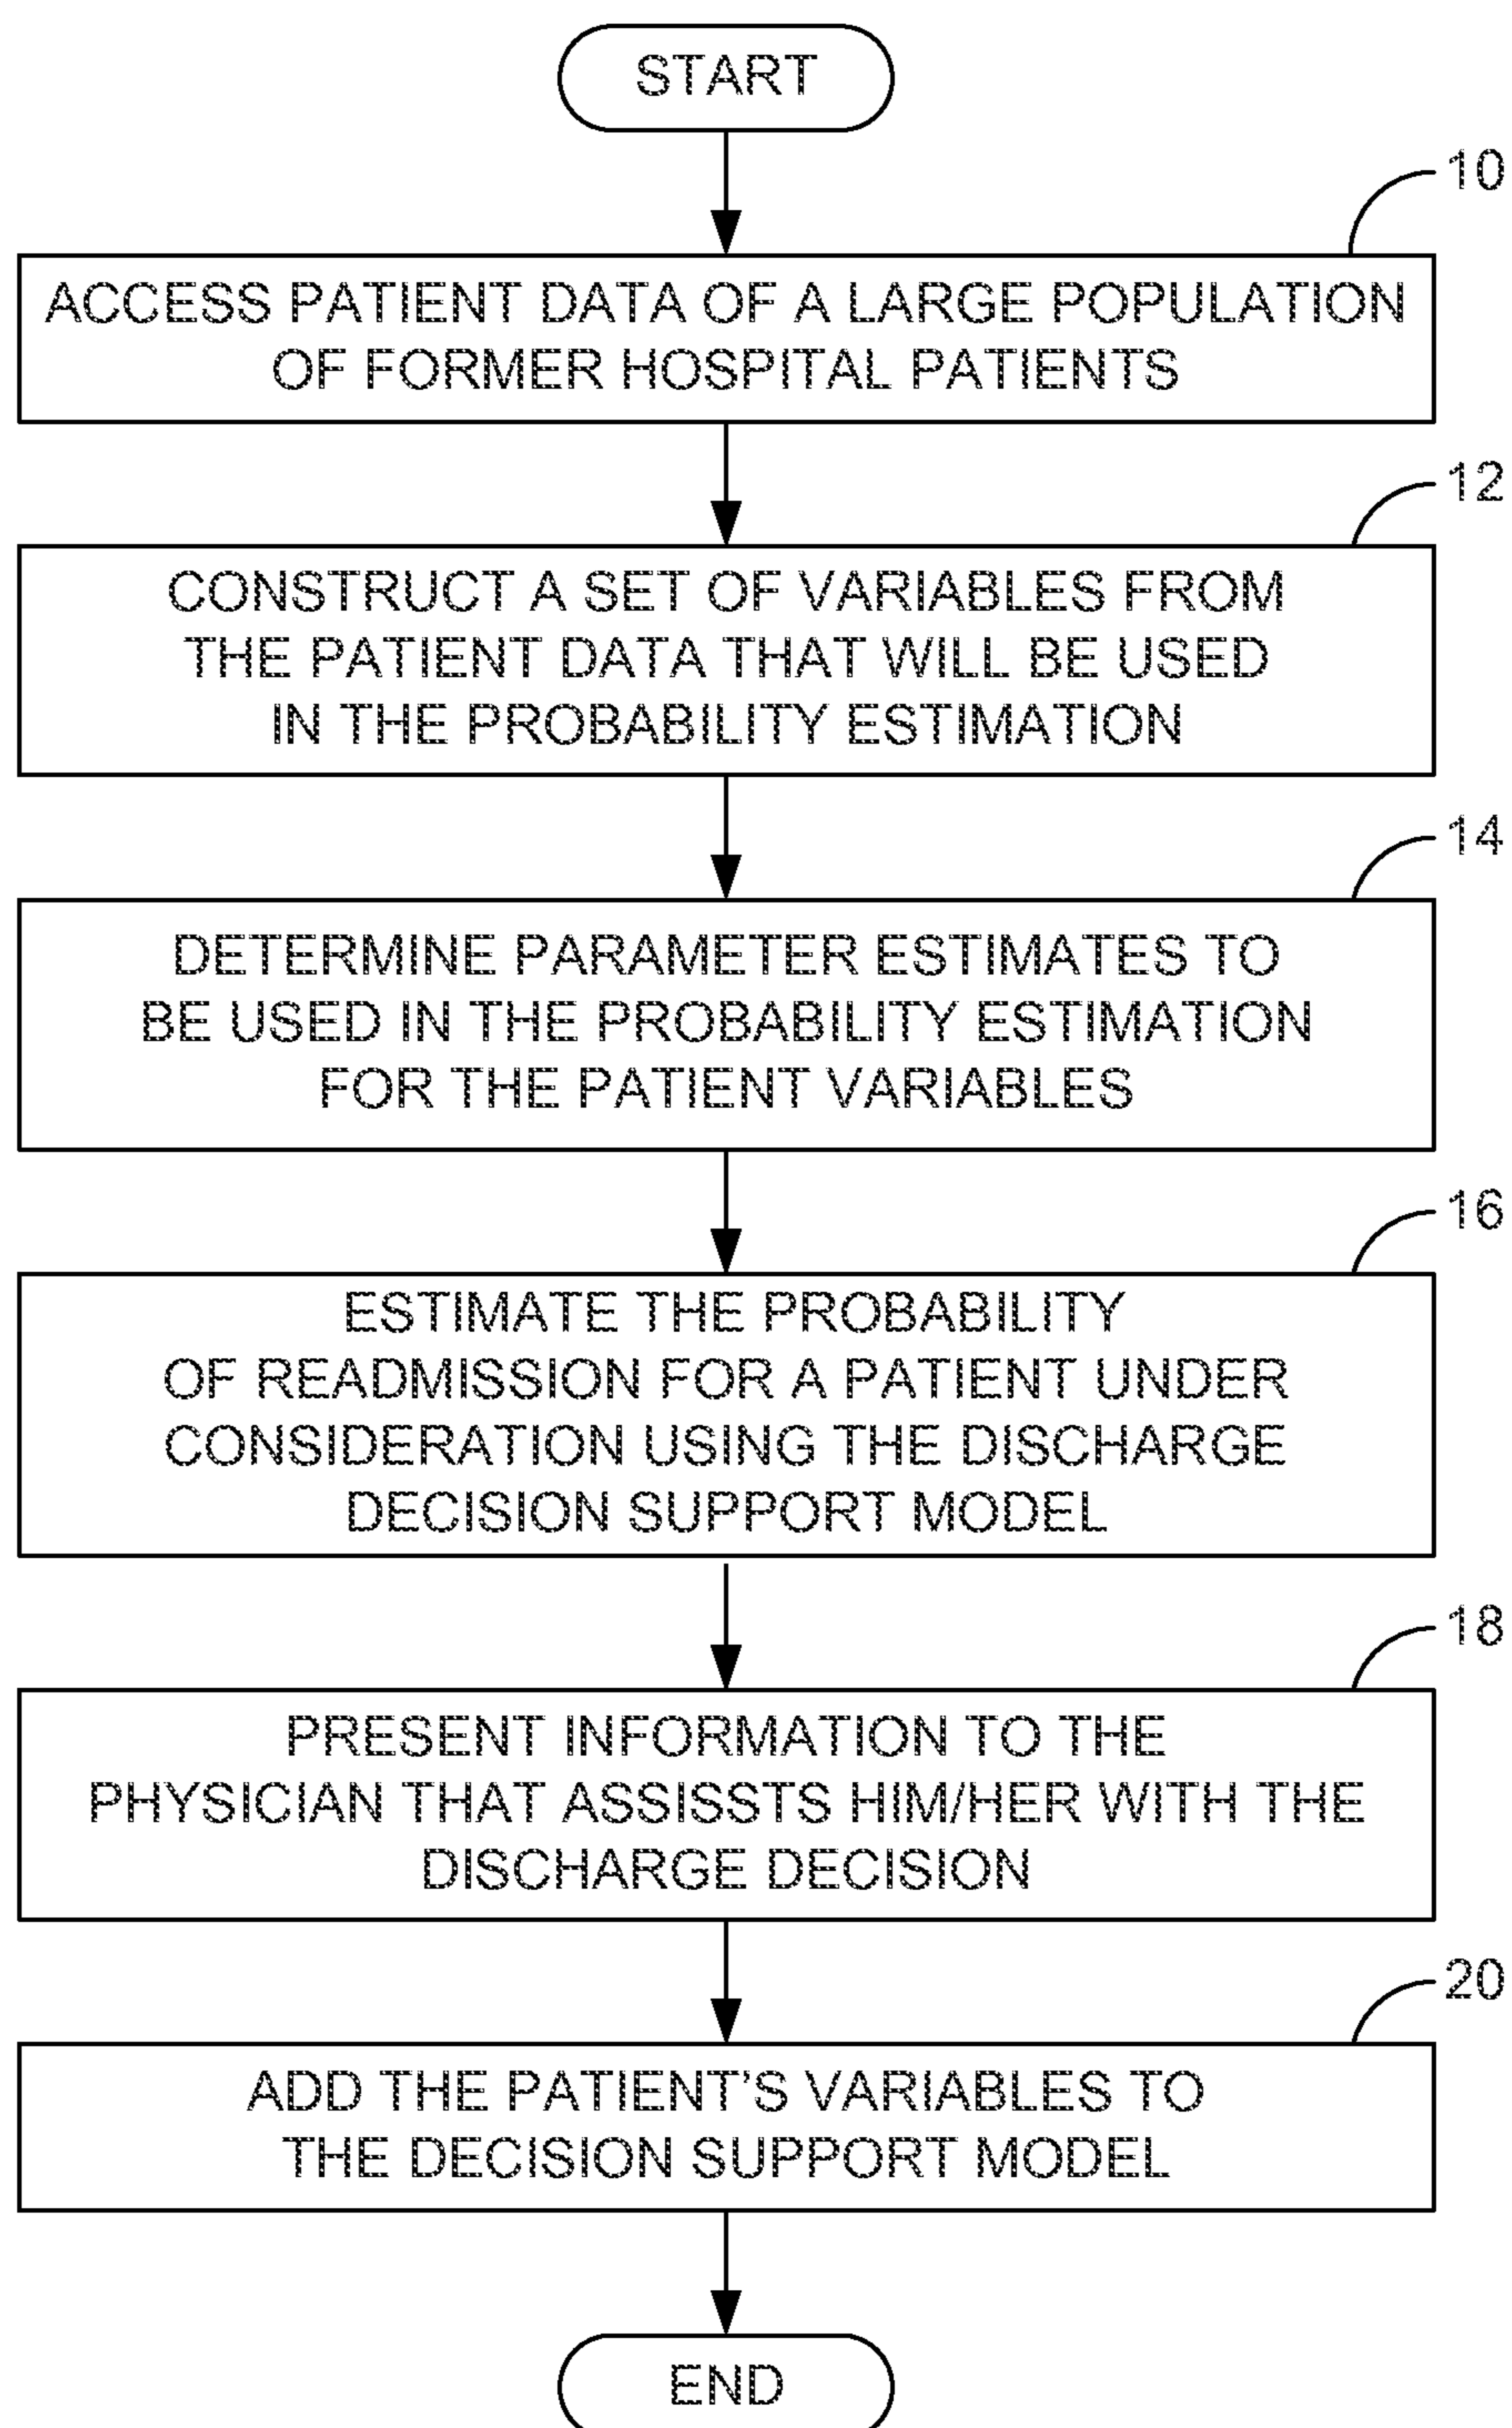 START
10
ACCESS PATIENT DATA OF A LARGE POPULATION
OF FORMER HOSPITAL PATIENTS
12
CONSTRUCT A SET OF VARIABLES FROM
THE PATIENT DATA THAT WILL BE USED
IN THE PROBABILITY ESTIMATION
14
DETERMINE PARAMETER ESTIMATES TO
BE USED IN THE PROBABILITY ESTIMATION
FOR THE PATIENT VARIABLES
16
ESTIMATE THE PROBABILITY
OF READMISSION FOR A PATIENT UNDER
CONSIDERATION USING THE DISCHARGE
DECISION SUPPORT MODEL
18
PRESENT INFORMATION TO THE
PHYSICIAN THAT ASSISSTS HIM/HER WITH THE
DISCHARGE DECISION
20
ADD THE PATIENT’S VARIABLES TO
THE DECISION SUPPORT MODEL
END